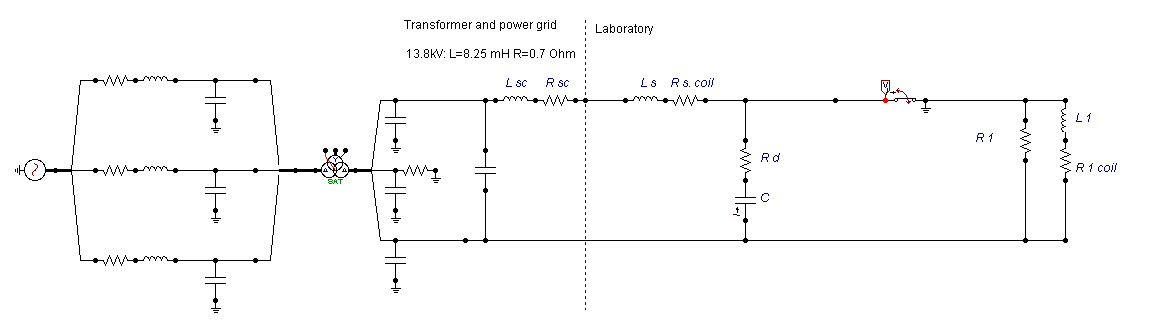 Transformer and power grid
Laboratory
13.8kV: L=8.25 mH R=0.7 Ohm
L sc
R sc
L s
R s. coil
V
L 1
R 1
R d
R 1 coil
Y
SAT
C
I